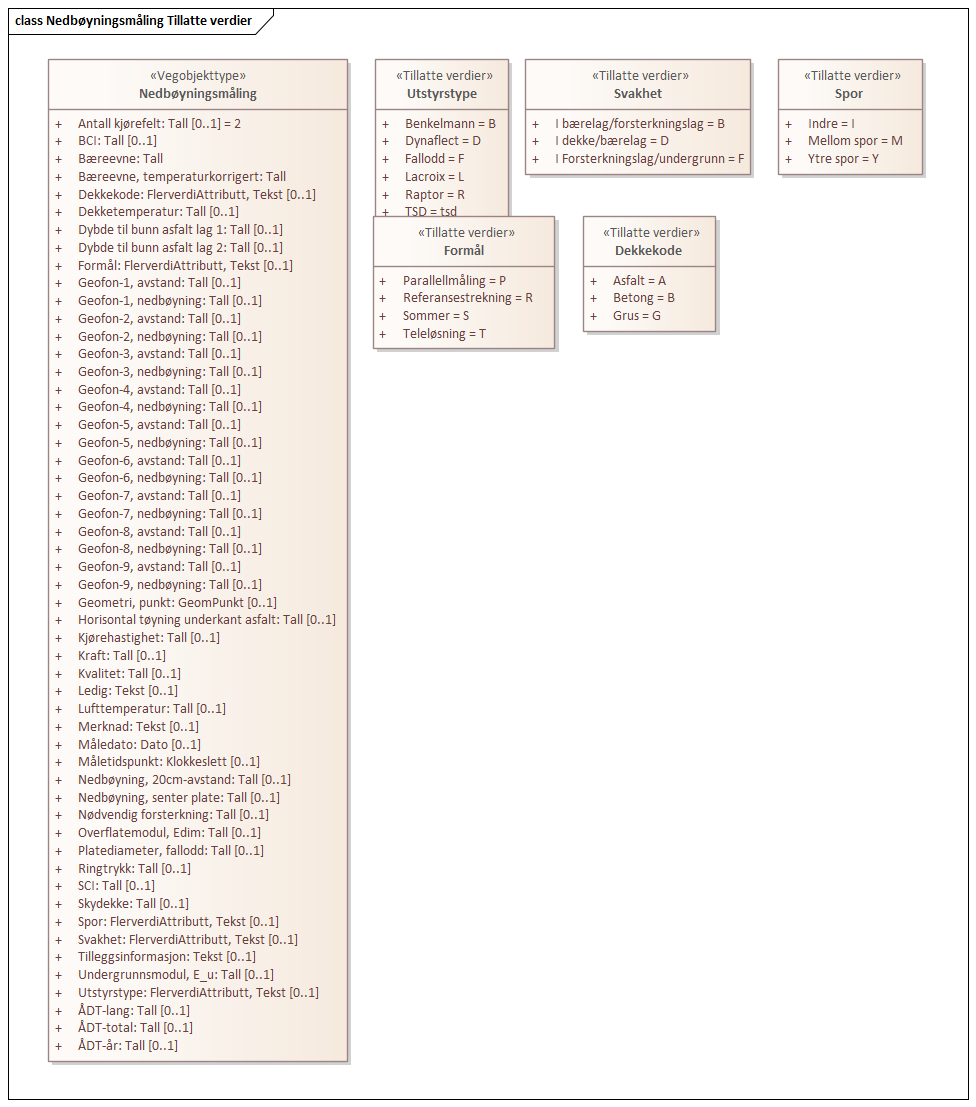 class Nedbøyningsmåling Tillatte verdier
«Vegobjekttype»
Nedbøyningsmåling
+ Antall kjørefelt: Tall [0..1] = 2
+ BCI: Tall [0..1]
+ Bæreevne: Tall
+ Bæreevne, temperaturkorrigert: Tall
+ Dekkekode: FlerverdiAttributt, Tekst [0..1]
+ Dekketemperatur: Tall [0..1]
+ Dybde til bunn asfalt lag 1: Tall [0..1]
+ Dybde til bunn asfalt lag 2: Tall [0..1]
+ Formål: FlerverdiAttributt, Tekst [0..1]
+ Geofon-1, avstand: Tall [0..1]
+ Geofon-1, nedbøyning: Tall [0..1]
+ Geofon-2, avstand: Tall [0..1]
+ Geofon-2, nedbøyning: Tall [0..1]
+ Geofon-3, avstand: Tall [0..1]
+ Geofon-3, nedbøyning: Tall [0..1]
+ Geofon-4, avstand: Tall [0..1]
+ Geofon-4, nedbøyning: Tall [0..1]
+ Geofon-5, avstand: Tall [0..1]
+ Geofon-5, nedbøyning: Tall [0..1]
+ Geofon-6, avstand: Tall [0..1]
+ Geofon-6, nedbøyning: Tall [0..1]
+ Geofon-7, avstand: Tall [0..1]
+ Geofon-7, nedbøyning: Tall [0..1]
+ Geofon-8, avstand: Tall [0..1]
+ Geofon-8, nedbøyning: Tall [0..1]
+ Geofon-9, avstand: Tall [0..1]
+ Geofon-9, nedbøyning: Tall [0..1]
+ Geometri, punkt: GeomPunkt [0..1]
+ Horisontal tøyning underkant asfalt: Tall [0..1]
+ Kjørehastighet: Tall [0..1]
+ Kraft: Tall [0..1]
+ Kvalitet: Tall [0..1]
+ Ledig: Tekst [0..1]
+ Lufttemperatur: Tall [0..1]
+ Merknad: Tekst [0..1]
+ Måledato: Dato [0..1]
+ Måletidspunkt: Klokkeslett [0..1]
+ Nedbøyning, 20cm-avstand: Tall [0..1]
+ Nedbøyning, senter plate: Tall [0..1]
+ Nødvendig forsterkning: Tall [0..1]
+ Overflatemodul, Edim: Tall [0..1]
+ Platediameter, fallodd: Tall [0..1]
+ Ringtrykk: Tall [0..1]
+ SCI: Tall [0..1]
+ Skydekke: Tall [0..1]
+ Spor: FlerverdiAttributt, Tekst [0..1]
+ Svakhet: FlerverdiAttributt, Tekst [0..1]
+ Tilleggsinformasjon: Tekst [0..1]
+ Undergrunnsmodul, E_u: Tall [0..1]
+ Utstyrstype: FlerverdiAttributt, Tekst [0..1]
+ ÅDT-lang: Tall [0..1]
+ ÅDT-total: Tall [0..1]
+ ÅDT-år: Tall [0..1]
«Tillatte verdier»
Utstyrstype
+ Benkelmann = B
+ Dynaflect = D
+ Fallodd = F
+ Lacroix = L
+ Raptor = R
+ TSD = tsd
«Tillatte verdier»
Svakhet
+ I bærelag/forsterkningslag = B
+ I dekke/bærelag = D
+ I Forsterkningslag/undergrunn = F
«Tillatte verdier»
Spor
+ Indre = I
+ Mellom spor = M
+ Ytre spor = Y
«Tillatte verdier»
Formål
+ Parallellmåling = P
+ Referansestrekning = R
+ Sommer = S
+ Teleløsning = T
«Tillatte verdier»
Dekkekode
+ Asfalt = A
+ Betong = B
+ Grus = G